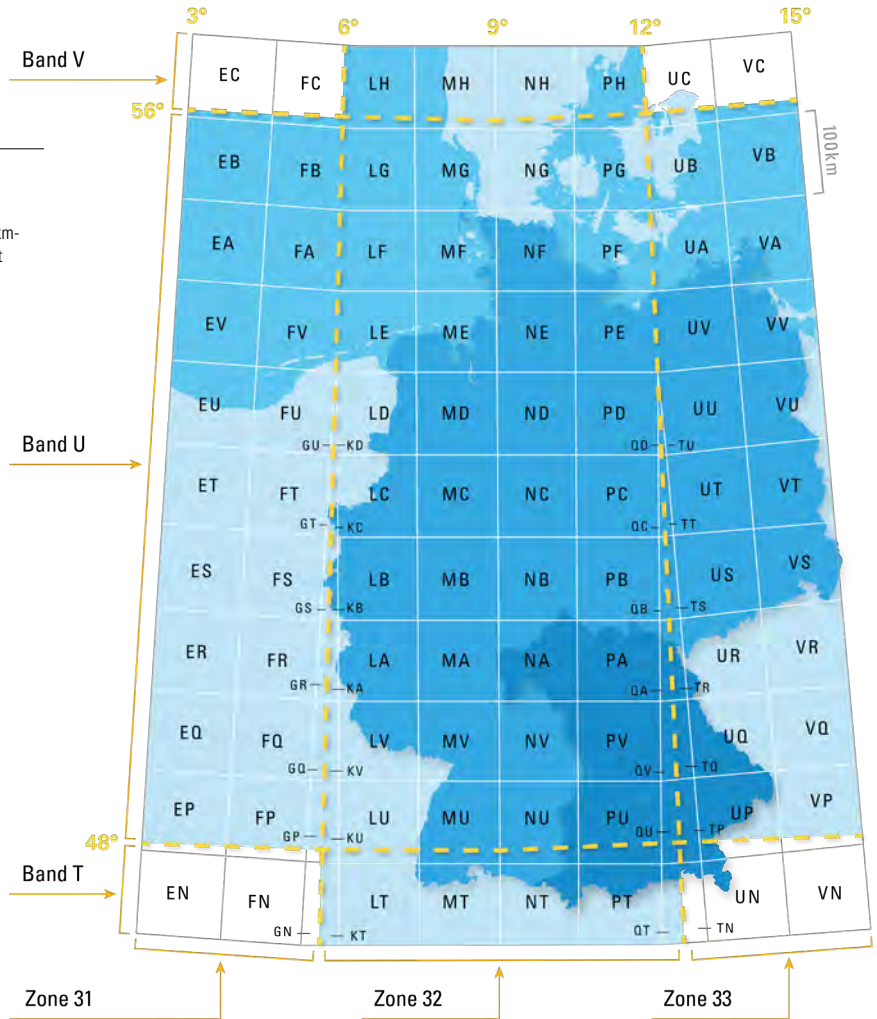 3° 6° 9° 12° 15°
Band V
EC FC LH MH NH PH UC VC
56°
100km
EB FB LG MG NG PG UB VB
km-
t
EA FA LF MF NF PF UA VA
EV FV LE ME NE PE UV VV
EU FU LD MD ND PD UU VU
GU KD QD TU
Band U
ET FT LC MC NC PC UT VT
GT KC QC TT
ES FS LB MB NB PB US VS
GS KB QB TS
ER FR LA MA NA PA UR VR
GR KA QA TR
EQ FQ LV MV NV PV UQ VQ
GQ KV QV TQ
EP FP LU MU NU PU UP VP
GP KU QU TP
48°
Band T
EN FN LT MT NT PT UN VN
GN KT QT TN
Zone 31 Zone 32 Zone 33